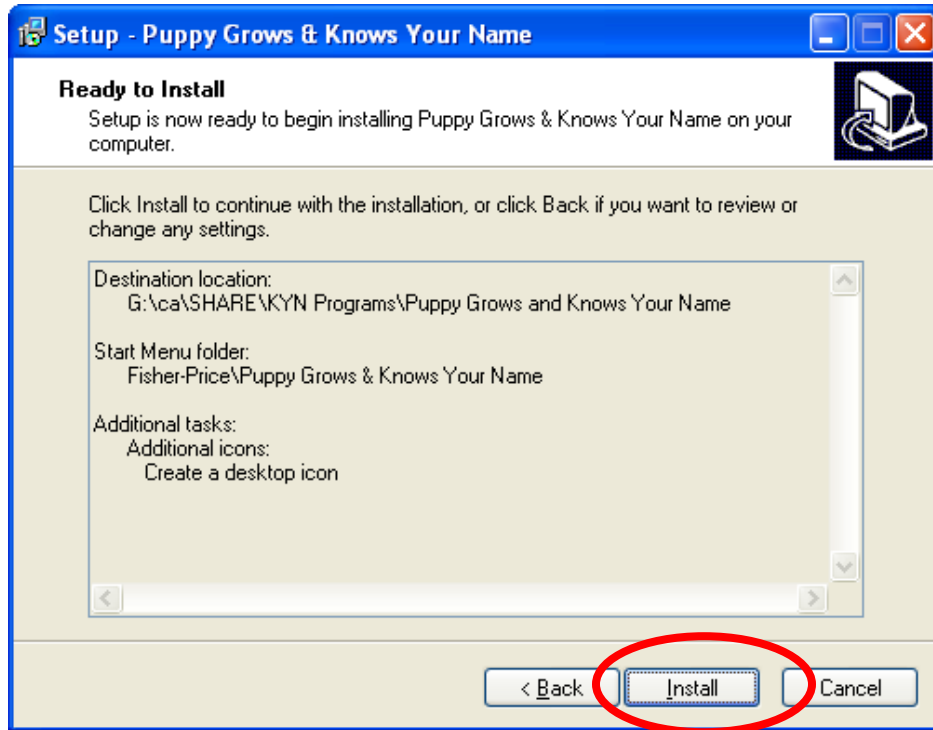 Setup - Puppy Grows & Knows Your Name
Ready to Install
Setup is now ready to begin installing Puppy Grows & Knows Your Name on your
computer.
Click Install to continue with the installation, or click Back if you want to review or
change any settings.
Destination location:
G:\ca\SHARE\KYN Programs\Puppy Grows and Knows Your Name
Start Menu folder:
Fisher-Price\Puppy Grows & Knows Your Name
Additional tasks:
Additional icons:
Create a desktop icon
< Back
Install
Cancel